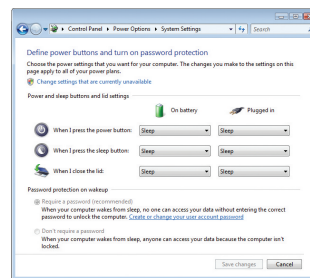 Control Panel ▸ Power Options ▸ System Settings
Search
Define power buttons and turn on password protection
Choose the power settings that you want for your computer. The changes you make to the settings on this
page apply to all of your power plans.
Change settings that are currently unavailable
Power and sleep buttons and lid settings
On battery Plugged in
When I press the power button: Sleep Sleep
When I press the sleep button: Sleep Sleep
When I close the lid: Sleep Sleep
Password protection on wakeup
Require a password (recommended)
When your computer wakes from sleep, no one can access your data without entering the correct
password to unlock the computer. Create or change your user account password
Don't require a password
When your computer wakes from sleep, anyone can access your data because the computer isn't
locked.
Save changes Cancel